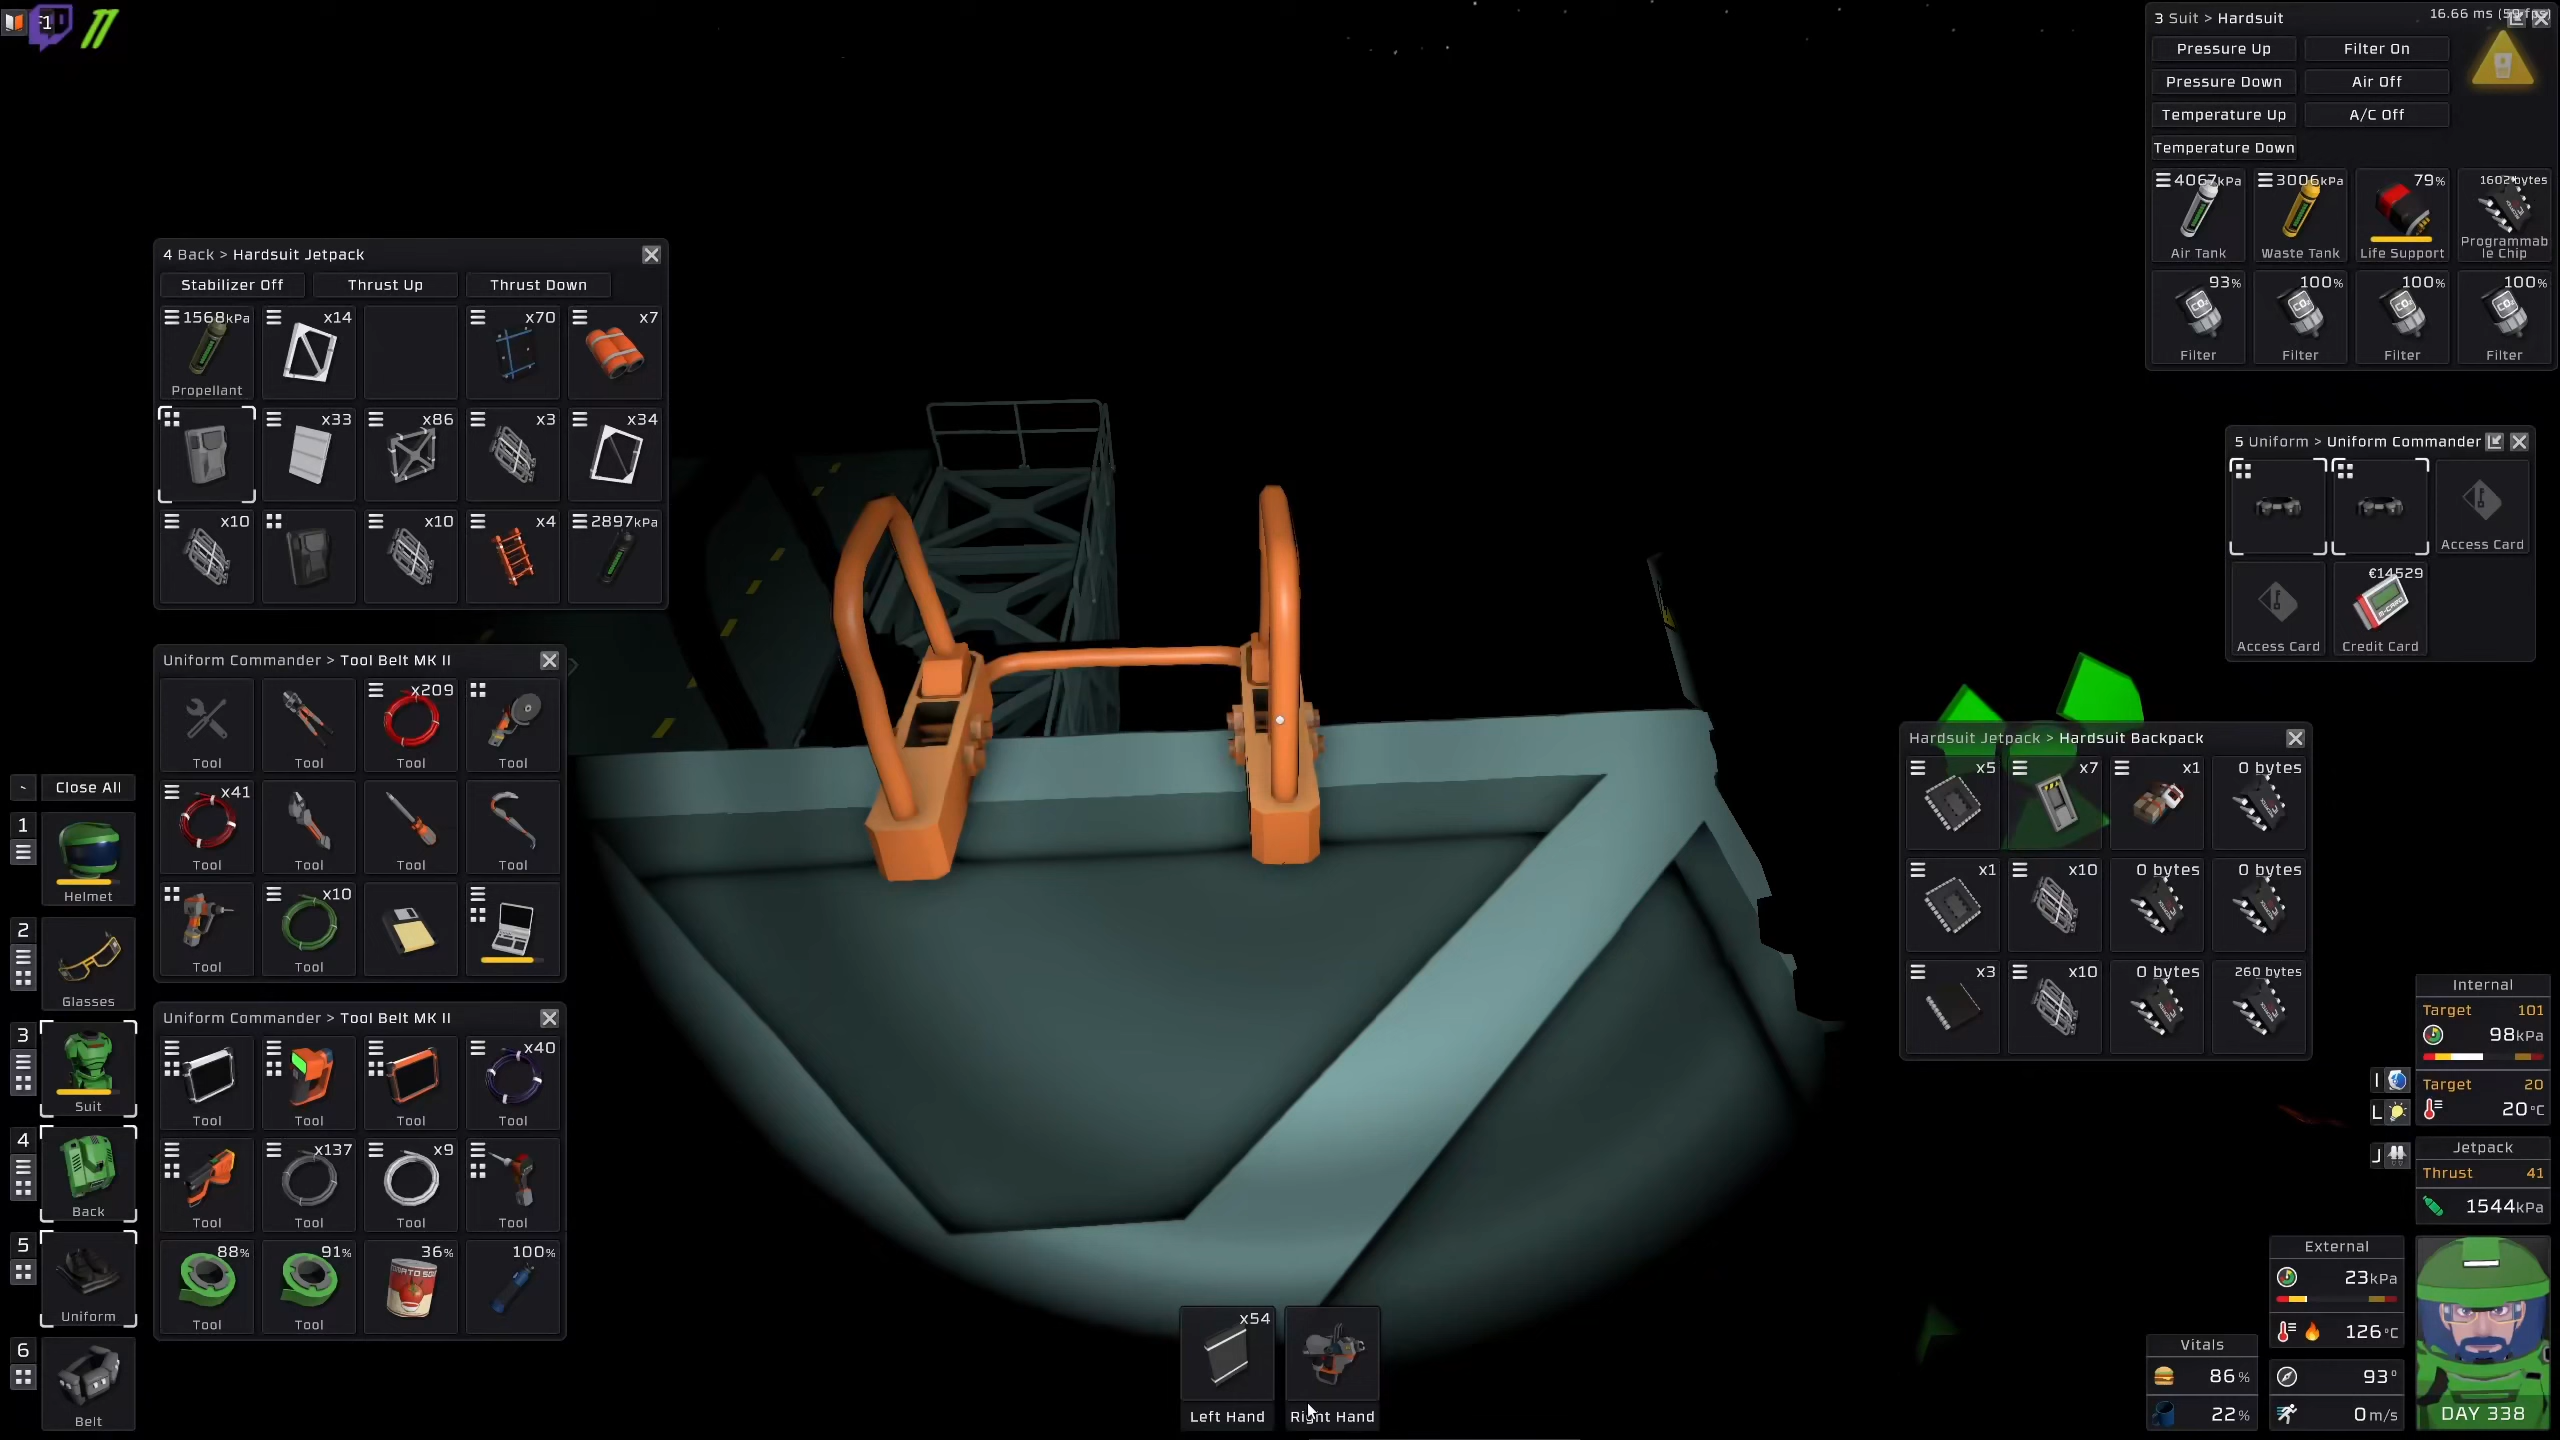 F1
16.66 ms (59 fps)
3 Suit > Hardsuit
Pressure Up
Filter On
Pressure Down
Air Off
Temperature Up
A/C Off
Temperature Down
4067kPa
3006kPa
79%
1602 bytes
Air Tank
Waste Tank
Life Support
Programmab
le Chip
93%
100%
100%
100%
Filter
Filter
Filter
Filter
4 Back > Hardsuit Jetpack
Stabilizer Off
Thrust Up
Thrust Down
1568kPa
x14
x70
x7
Propellant
x33
x86
x3
x34
x10
x10
x4
2897kPa
5 Uniform > Uniform Commander
Access Card
€14529
Access Card
Credit Card
Uniform Commander > Tool Belt MK II
x209
Tool
Tool
Tool
Tool
x41
Tool
Tool
Tool
Tool
x10
Tool
Tool
Uniform Commander > Tool Belt MK II
x40
Tool
Tool
Tool
Tool
x137
x9
Tool
Tool
Tool
Tool
88%
91%
36%
100%
TOMATO SOUP
Tool
Tool
~
Close All
1
Helmet
2
Glasses
3
Suit
4
Back
5
Uniform
6
Belt
Hardsuit Jetpack > Hardsuit Backpack
x5
x7
x1
0 bytes
x1
x10
0 bytes
0 bytes
x3
x10
0 bytes
260 bytes
Internal
Target 101
98kPa
Target 20
20°C
I
L
J
Jetpack
Thrust 41
1544kPa
External
23kPa
126°C
93°
0m/s
Vitals
86%
22%
DAY 338
x54
Left Hand
Right Hand